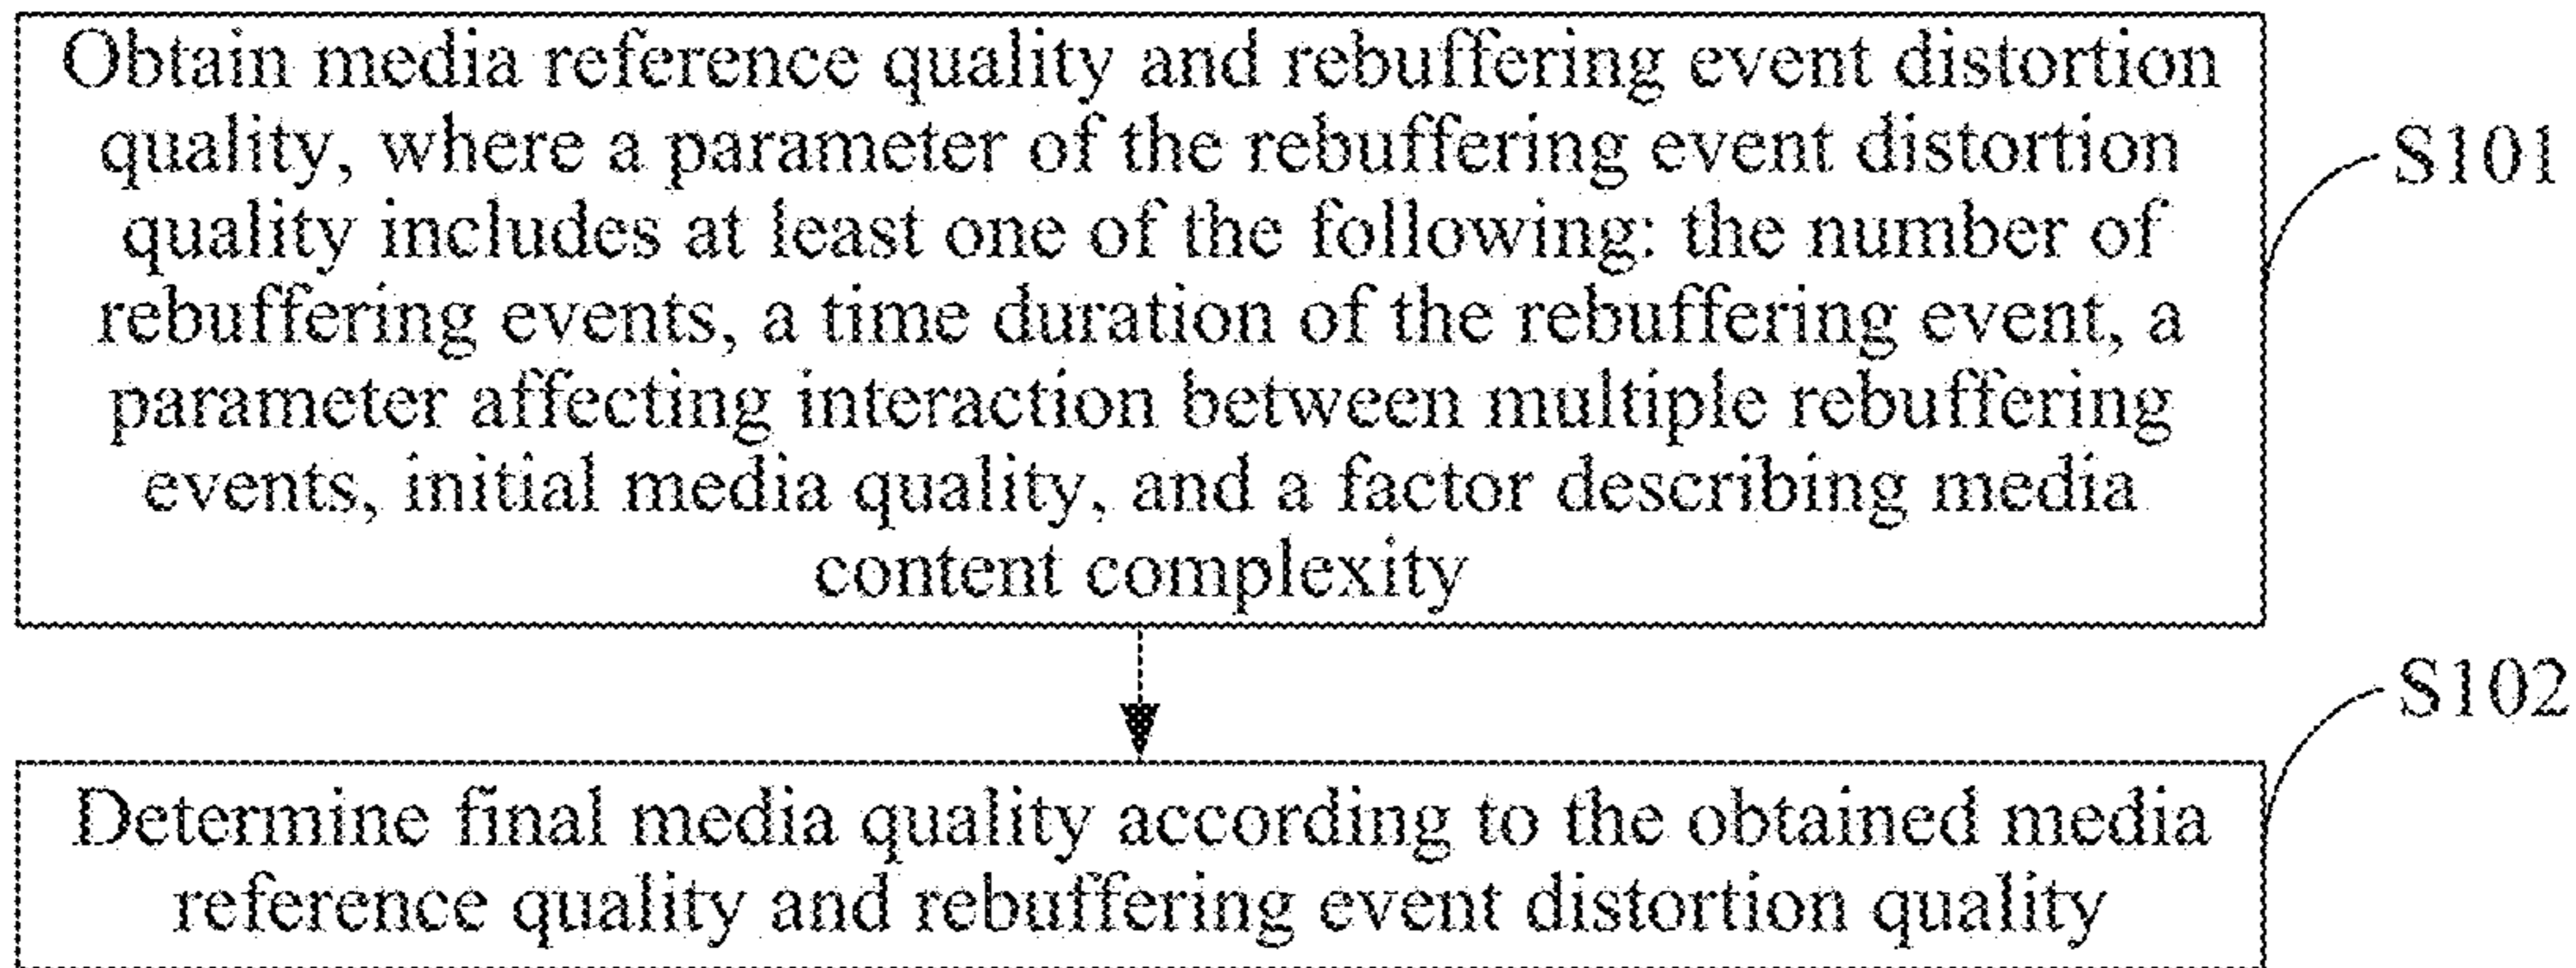 Obtain media reference quality and rebuffering event distortion
quality, where a parameter of the rebuffering event distortion
quality includes at least one of the following: the number of
rebuffering events, a time duration of the rebuffering event, a
parameter affecting interaction between multiple rebuffering
events, initial media quality, and a factor describing media
content complexity
S101
Determine final media quality according to the obtained media
reference quality and rebuffering event distortion quality
S102